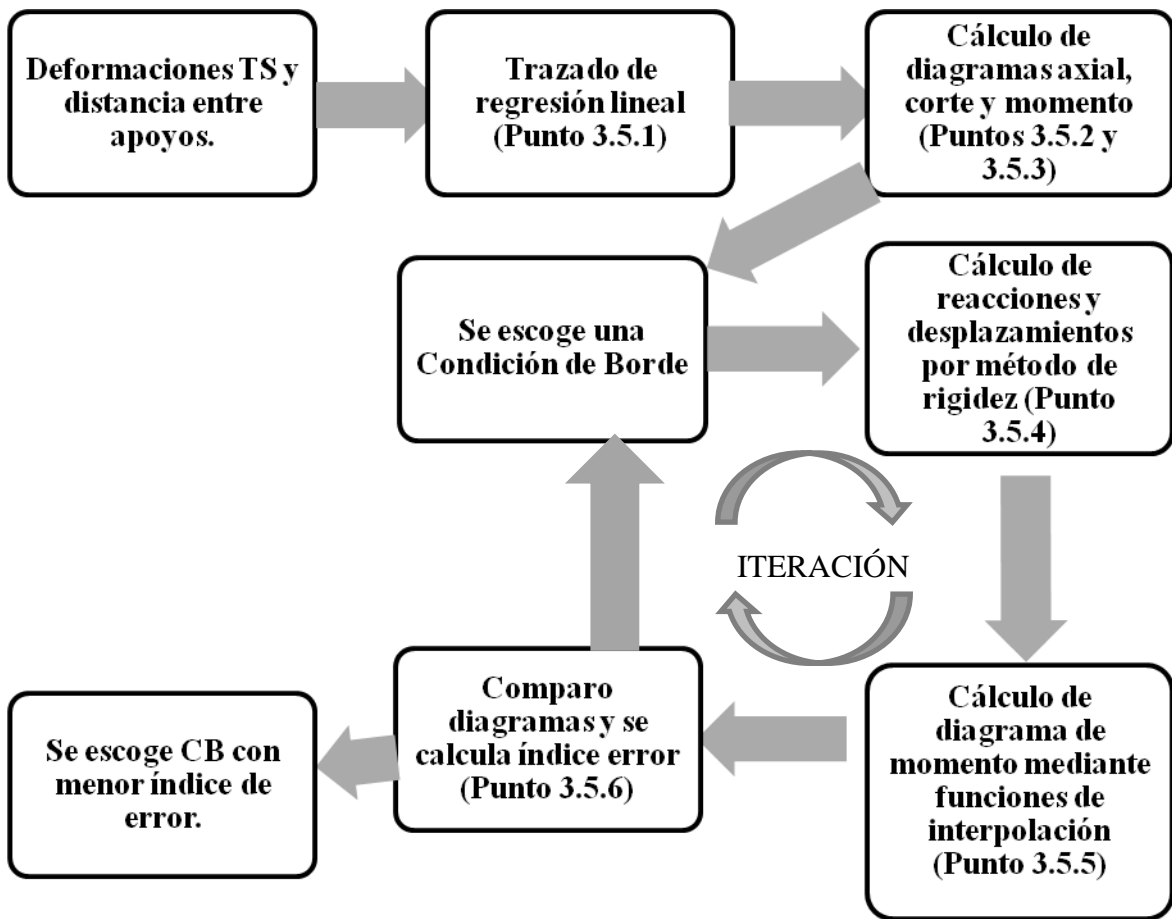 Deformaciones TS y
distancia entre
apoyos.
Trazado de
regresión lineal
(Punto 3.5.1)
Cálculo de
diagramas axial,
corte y momento
(Puntos 3.5.2 y
3.5.3)
Se escoge una
Condición de Borde
Cálculo de
reacciones y
desplazamientos
por método de
rigidez (Punto
3.5.4)
ITERACIÓN
Cálculo de
diagrama de
momento mediante
funciones de
interpolación
(Punto 3.5.5)
Comparo
diagramas y se
calcula índice error
(Punto 3.5.6)
Se escoge CB con
menor índice de
error.